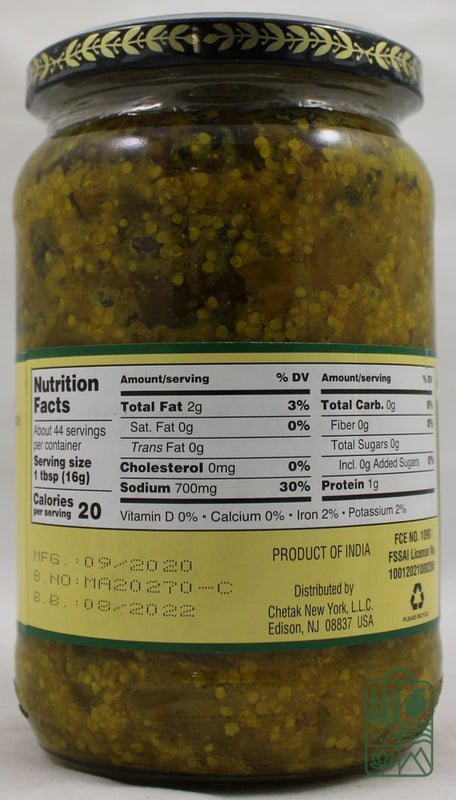 Nutrition
Facts
About 44 servings
per container
Serving size
1 tbsp (16g)
Calories
per serving 20
Amount/serving % DV
Total Fat 2g 3%
Sat. Fat 0g 0%
Trans Fat 0g
Cholesterol 0mg 0%
Sodium 700mg 30%
Amount/serving % DV
Total Carb. 0g 0%
Fiber 0g 0%
Total Sugars 0g
Incl. 0g Added Sugars 0%
Protein 1g
Vitamin D 0% • Calcium 0% • Iron 2% • Potassium 2%
MFG.:09/2020
B.NO:MA20270-C
B.B.:08/2022
PRODUCT OF INDIA
Distributed by
Chetak New York, L.L.C.
Edison, NJ 08837 USA
FCE NO.
FSSAI License No.
PLEASE RECYCLE